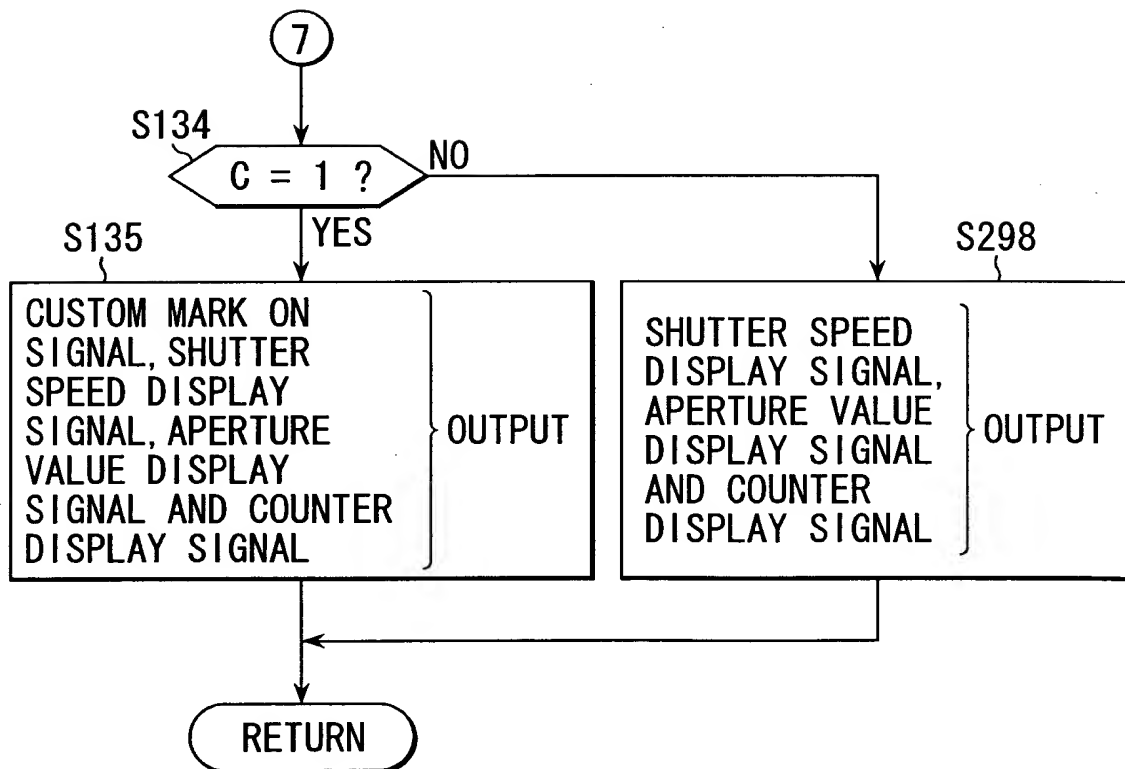 7
S134
C = 1 ?
NO
YES
S135
CUSTOM MARK ON
SIGNAL, SHUTTER
SPEED DISPLAY
SIGNAL, APERTURE
VALUE DISPLAY
SIGNAL AND COUNTER
DISPLAY SIGNAL
OUTPUT
S298
SHUTTER SPEED
DISPLAY SIGNAL,
APERTURE VALUE
DISPLAY SIGNAL
AND COUNTER
DISPLAY SIGNAL
OUTPUT
RETURN